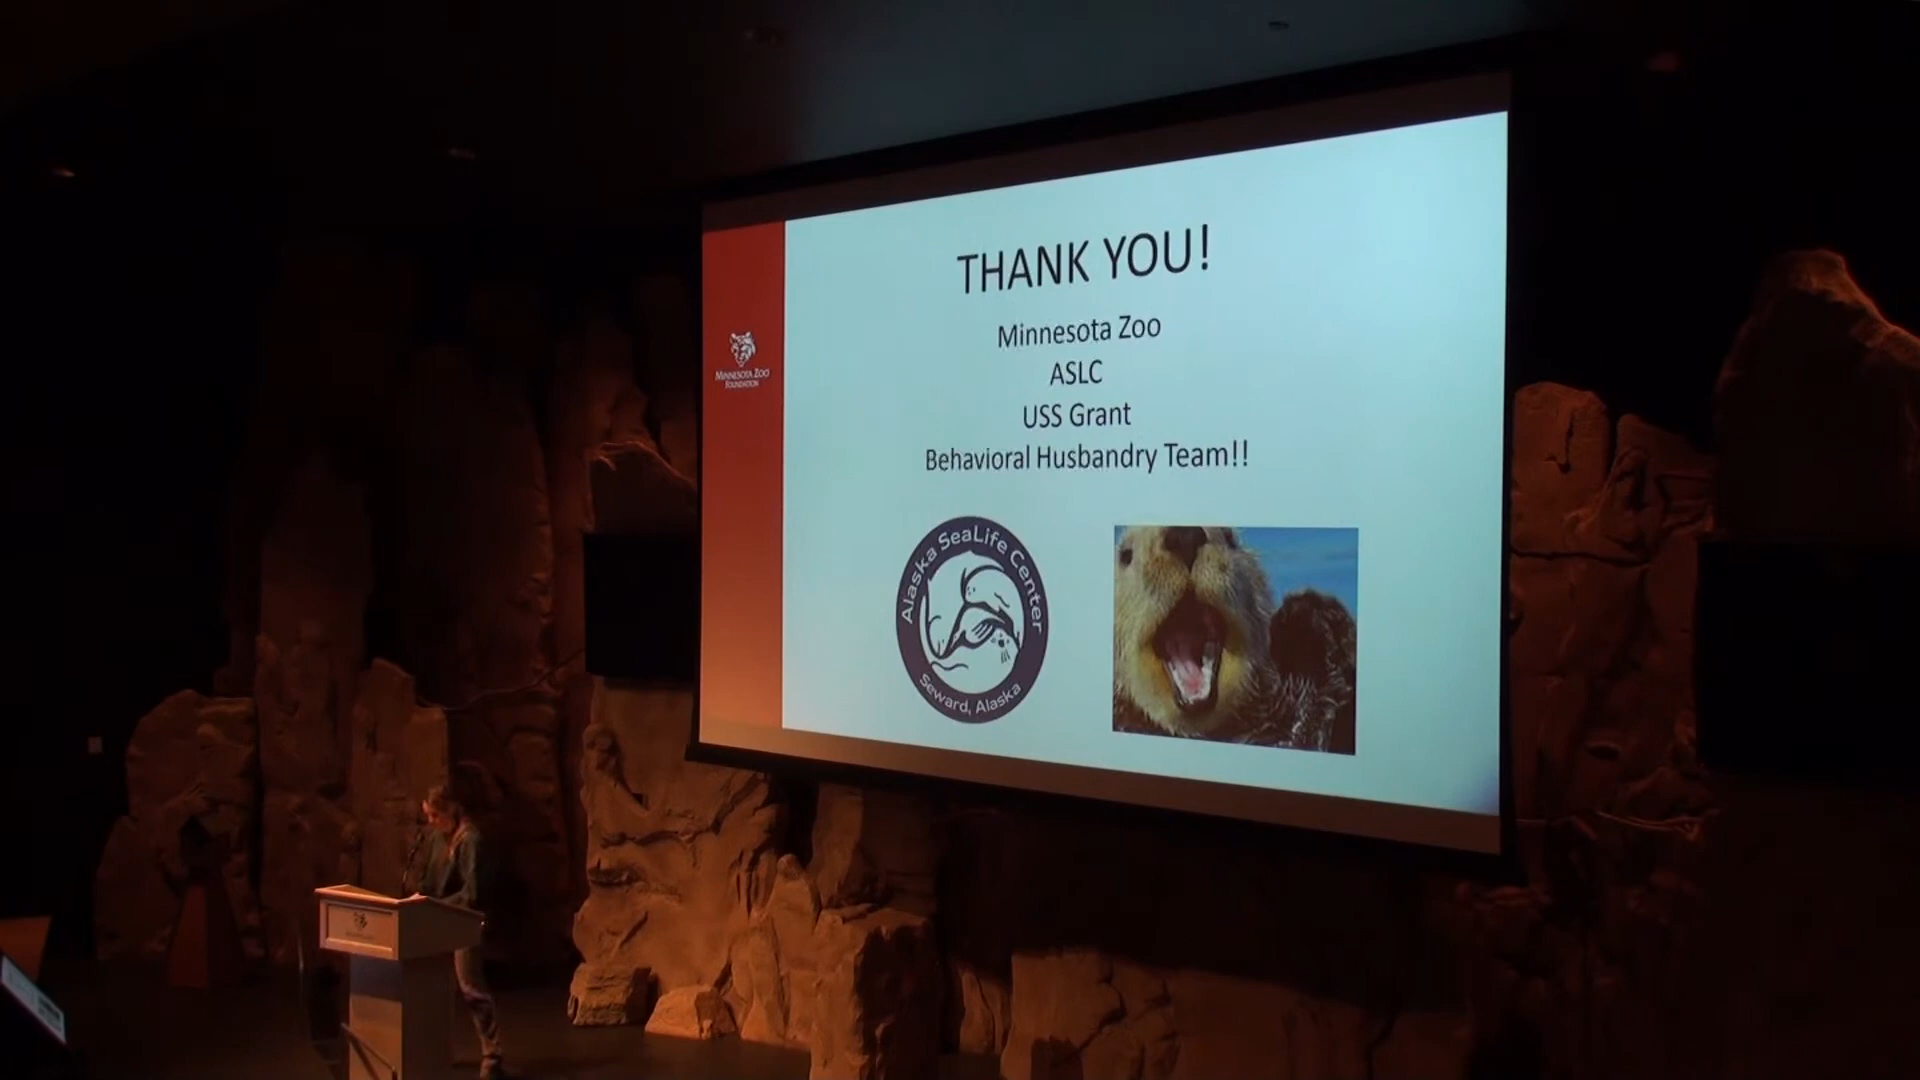 THANK YOU!
Minnesota Zoo
ASLC
USS Grant
Behavioral Husbandry Team!!
MINNESOTA ZOO
FOUNDATION
Alaska SeaLife Center
Seward, Alaska